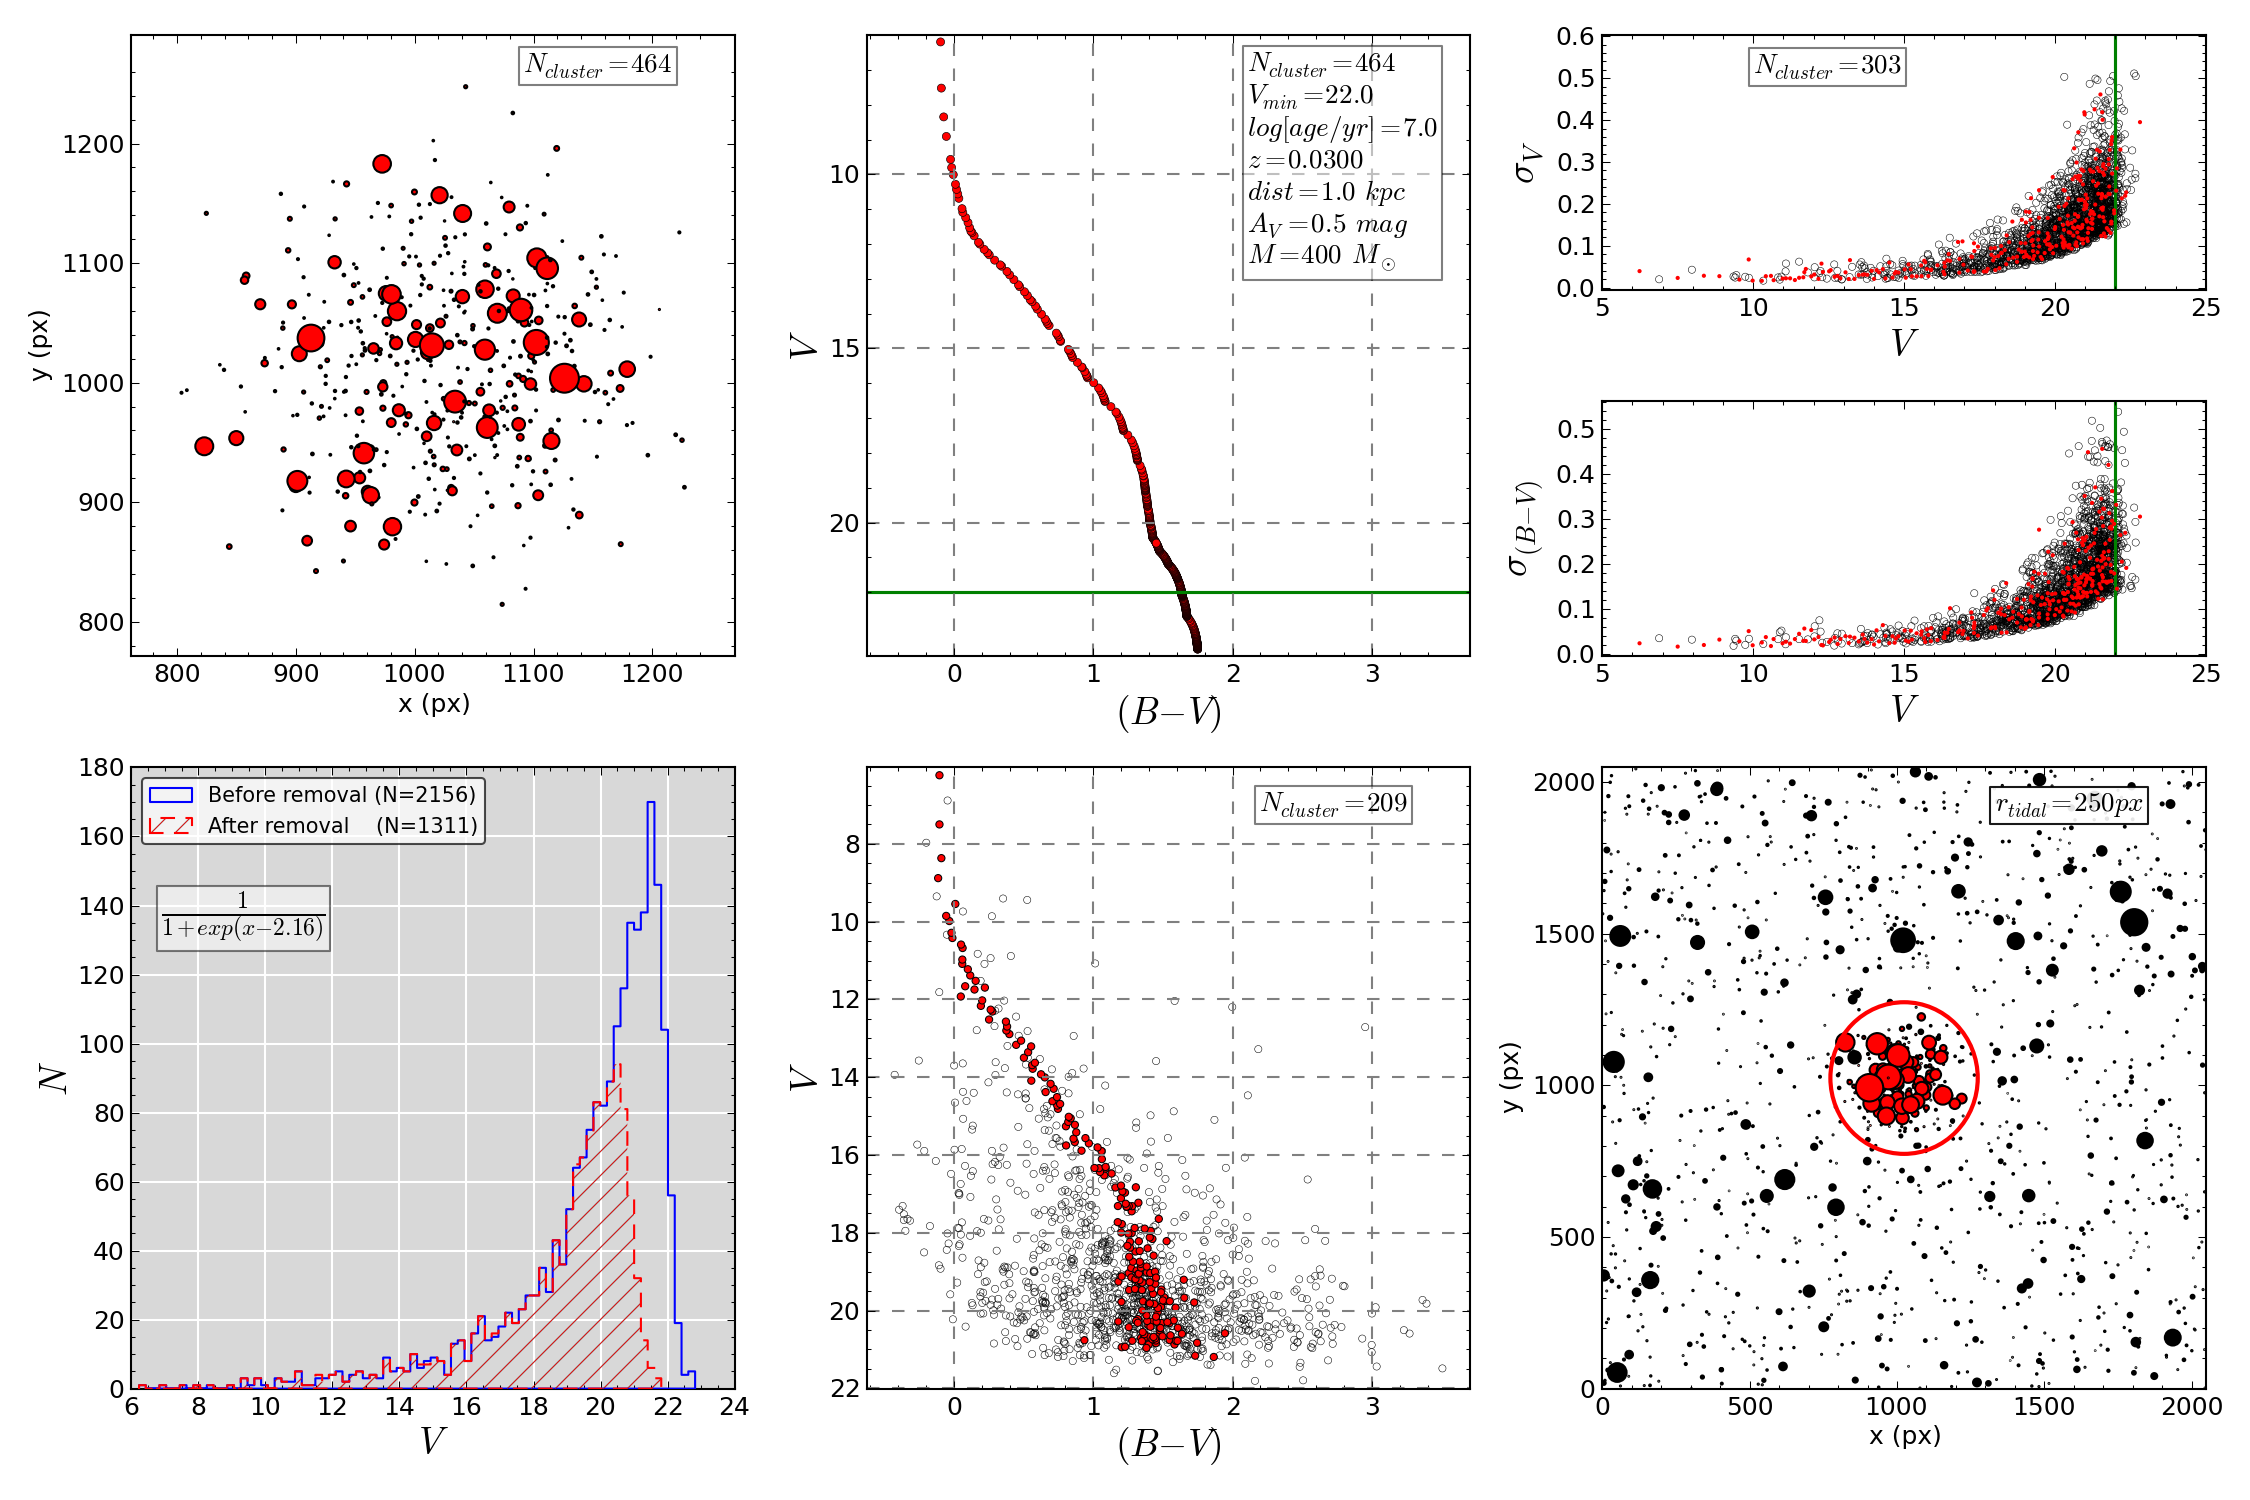 N_cluster=464
1200
1100
1000
900
800
y (px)
800 900 1000 1100 1200
x (px)
N_cluster=464
V_min=22.0
log[age/yr]=7.0
z=0.0300
dist=1.0 kpc
A_V=0.5 mag
M=400 M_⊙
10
15
20
V
0 1 2 3
(B−V)
N_cluster=303
0.6
0.5
0.4
0.3
0.2
0.1
0.0
σ_V
5 10 15 20 25
V
0.5
0.4
0.3
0.2
0.1
0.0
σ_(B−V)
5 10 15 20 25
V
180
160
140
120
100
80
60
40
20
0
N
Before removal (N=2156)
After removal (N=1311)
1
1+exp(x−2.16)
6 8 10 12 14 16 18 20 22 24
V
N_cluster=209
8
10
12
14
16
18
20
22
V
0 1 2 3
(B−V)
r_tidal=250px
2000
1500
1000
500
0
y (px)
0 500 1000 1500 2000
x (px)